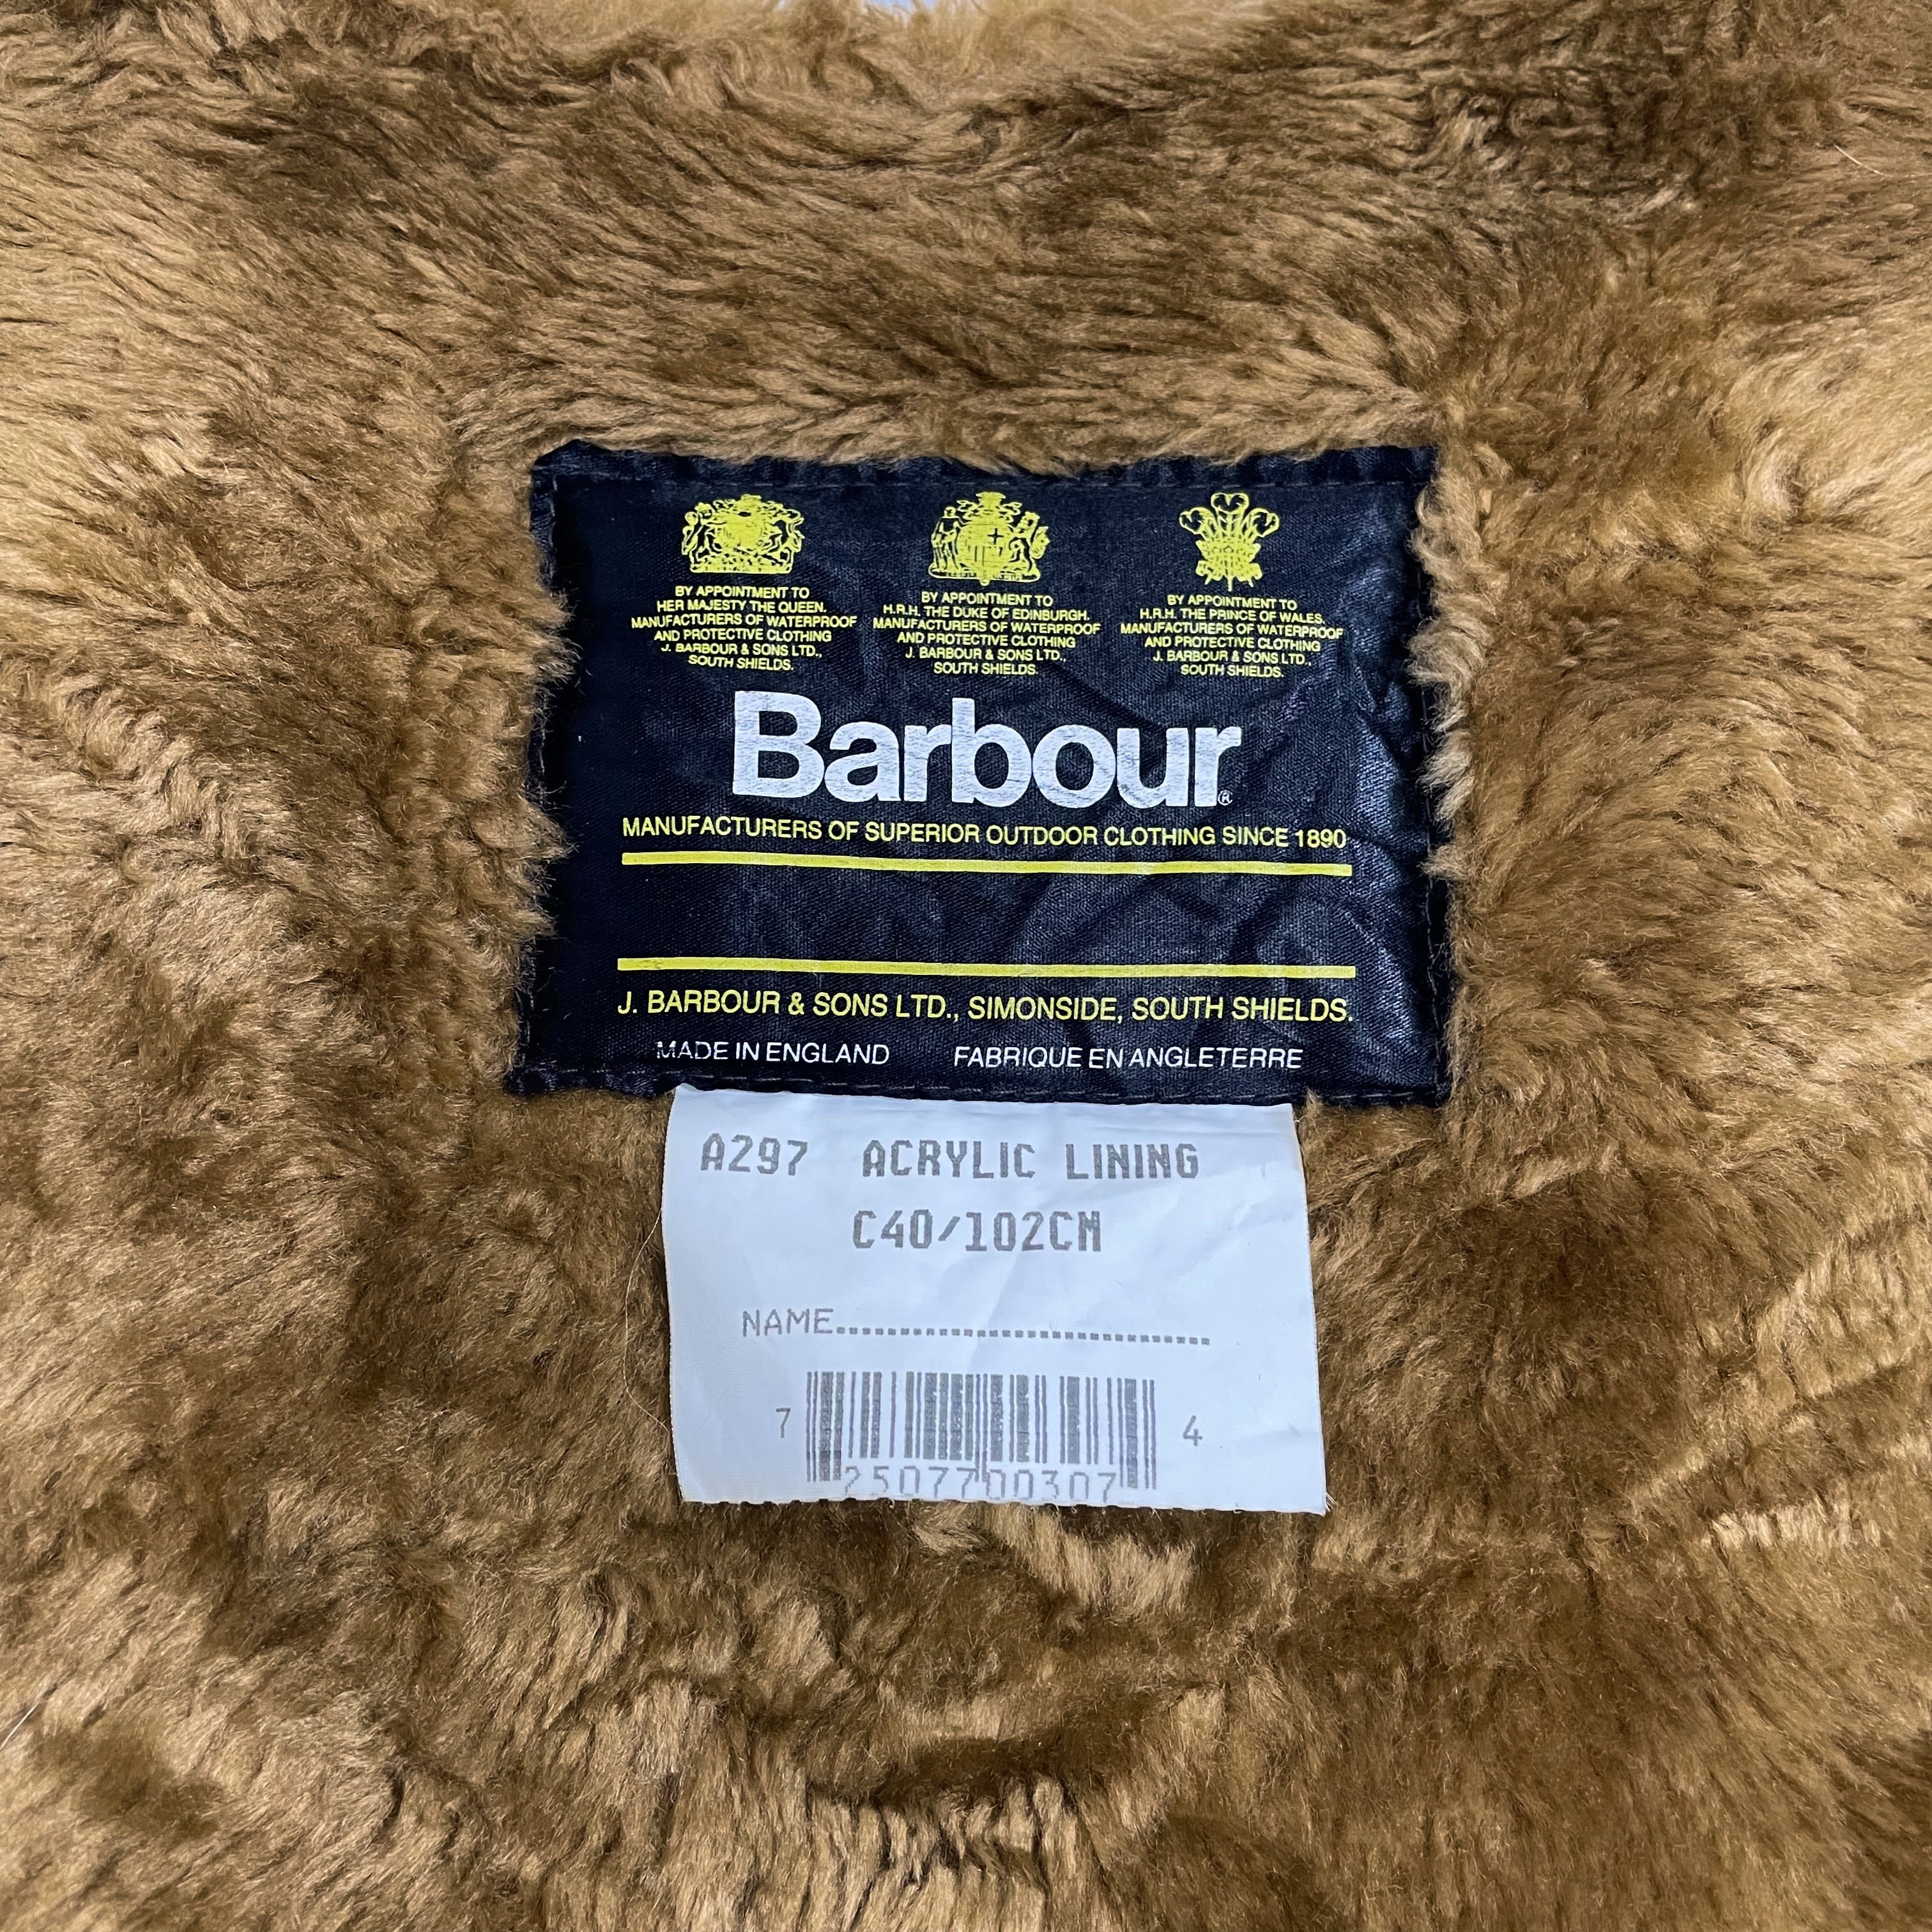 BY APPOINTMENT TO
HER MAJESTY THE QUEEN.
MANUFACTURERS OF WATERPROOF
AND PROTECTIVE CLOTHING
J. BARBOUR & SONS LTD.,
SOUTH SHIELDS.
BY APPOINTMENT TO
H.R.H. THE DUKE OF EDINBURGH.
MANUFACTURERS OF WATERPROOF
AND PROTECTIVE CLOTHING
J. BARBOUR & SONS LTD.,
SOUTH SHIELDS.
BY APPOINTMENT TO
H.R.H. THE PRINCE OF WALES.
MANUFACTURERS OF WATERPROOF
AND PROTECTIVE CLOTHING
J. BARBOUR & SONS LTD.,
SOUTH SHIELDS.
Barbour®
MANUFACTURERS OF SUPERIOR OUTDOOR CLOTHING SINCE 1890
J. BARBOUR & SONS LTD., SIMONSIDE, SOUTH SHIELDS.
MADE IN ENGLAND FABRIQUE EN ANGLETERRE
A297 ACRYLIC LINING
C40/102CM
NAME..............................
7 4
2507700307